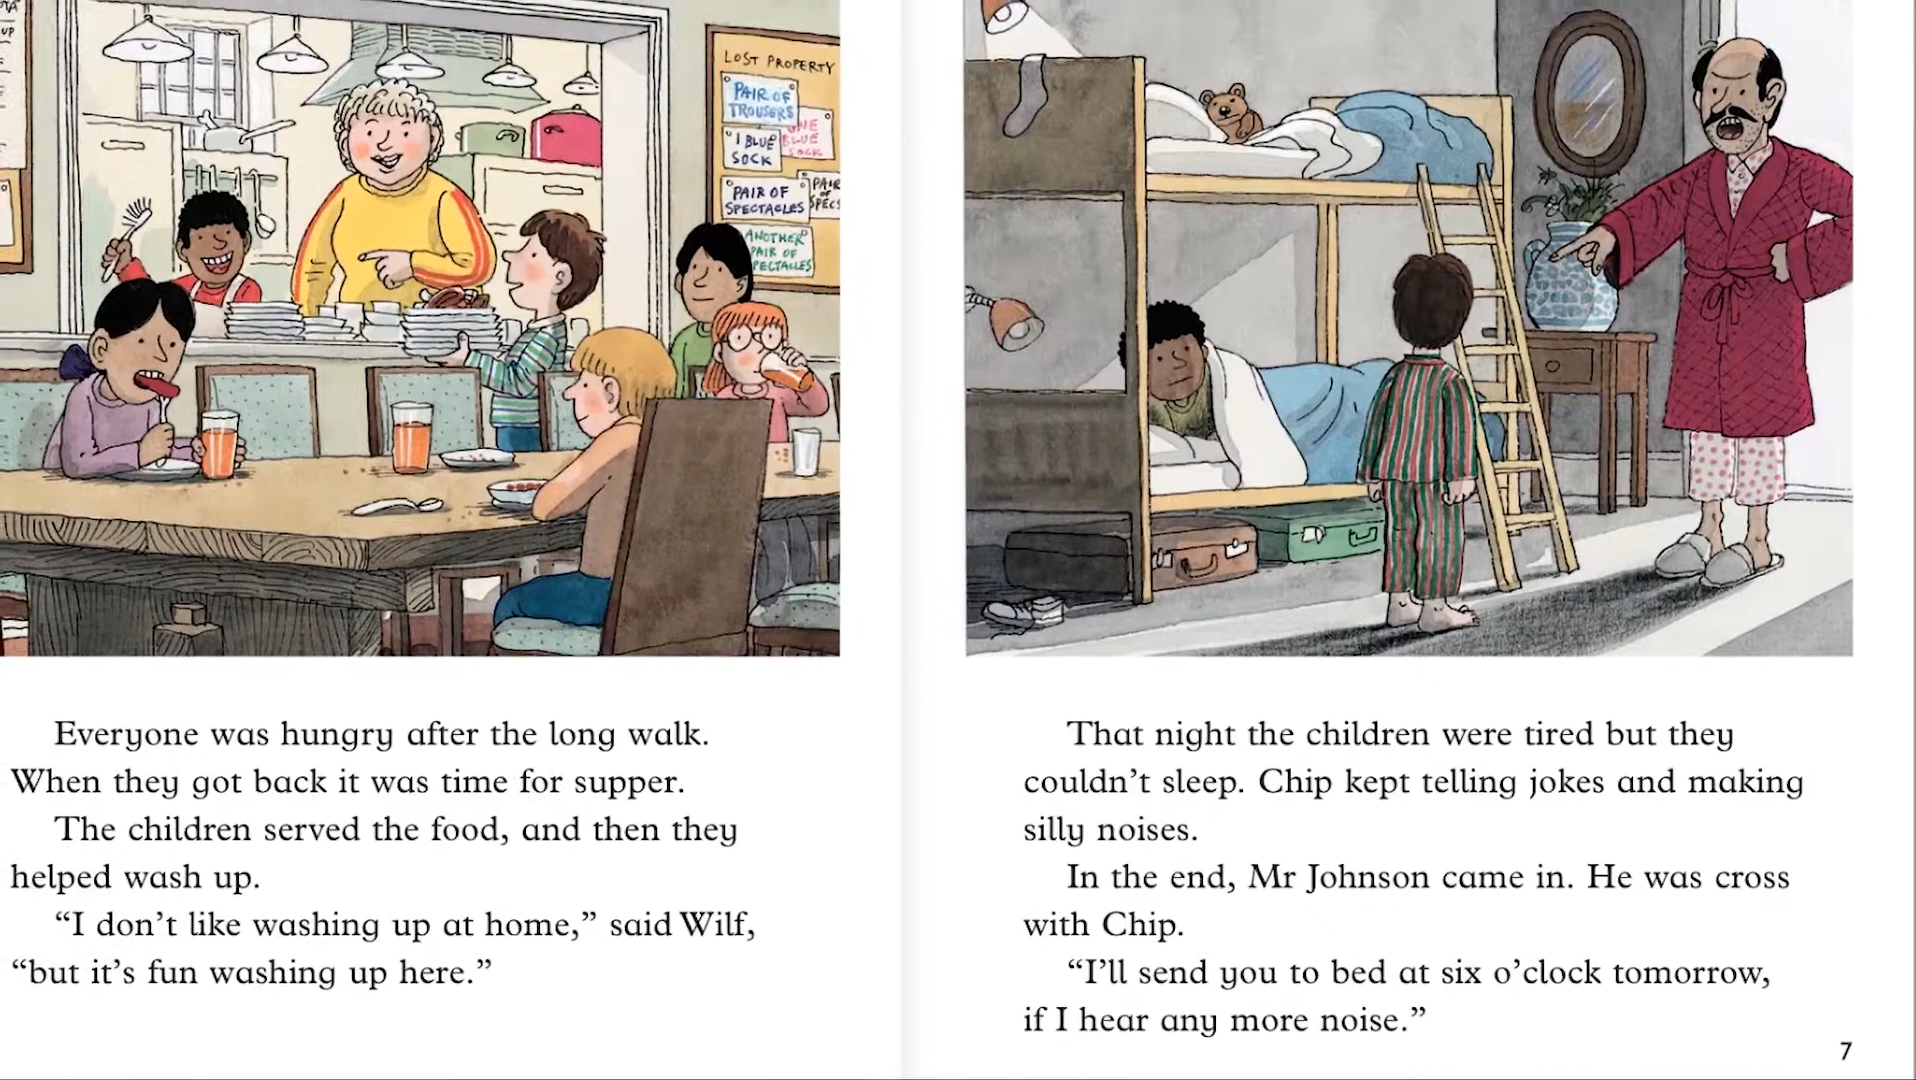 LOST PROPERTY
PAIR OF
TROUSERS
1 BLUE
SOCK
ONE
BLUE
SOCK
PAIR OF
SPECTACLES
PAIR
OF
SPECS
ANOTHER
PAIR OF
SPECTACLES
UP
Everyone was hungry after the long walk.
When they got back it was time for supper.
The children served the food, and then they
helped wash up.
“I don’t like washing up at home,” said Wilf,
“but it’s fun washing up here.”
That night the children were tired but they
couldn’t sleep. Chip kept telling jokes and making
silly noises.
In the end, Mr Johnson came in. He was cross
with Chip.
“I’ll send you to bed at six o’clock tomorrow,
if I hear any more noise.”
7